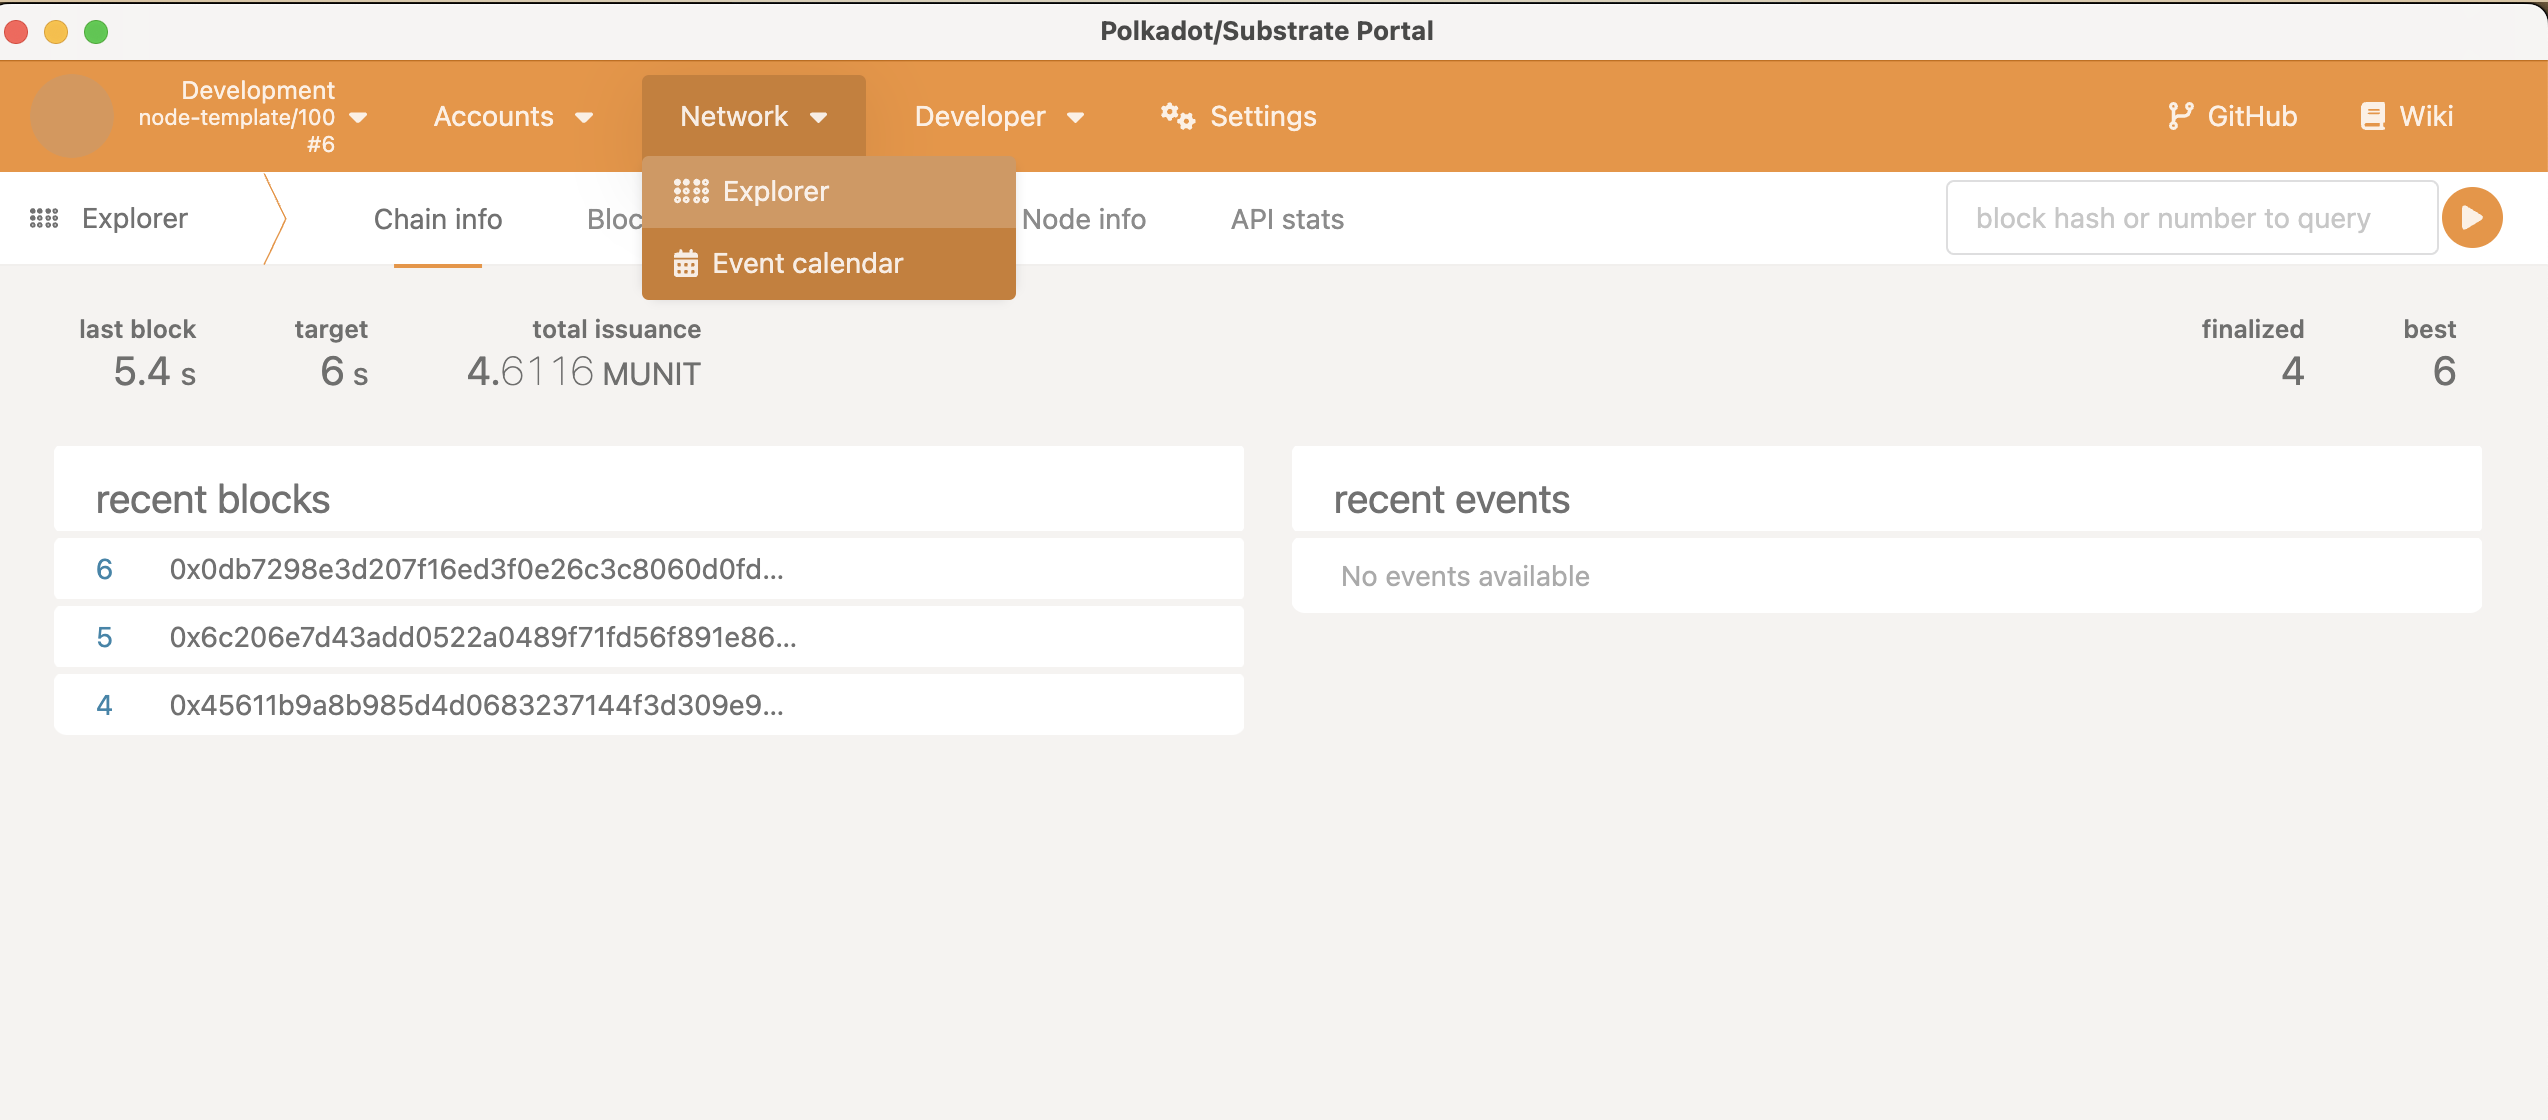 Polkadot/Substrate Portal
Development
node-template/100
#6
Accounts
Network
Developer
Settings
GitHub
Wiki
Explorer
Event calendar
Explorer
Chain info
Node info
API stats
block hash or number to query
last block
5.4 s
target
6 s
total issuance
4.6116 MUNIT
finalized
4
best
6
recent blocks
6 0x0db7298e3d207f16ed3f0e26c3c8060d0fd...
5 0x6c206e7d43add0522a0489f71fd56f891e86...
4 0x45611b9a8b985d4d0683237144f3d309e9...
recent events
No events available